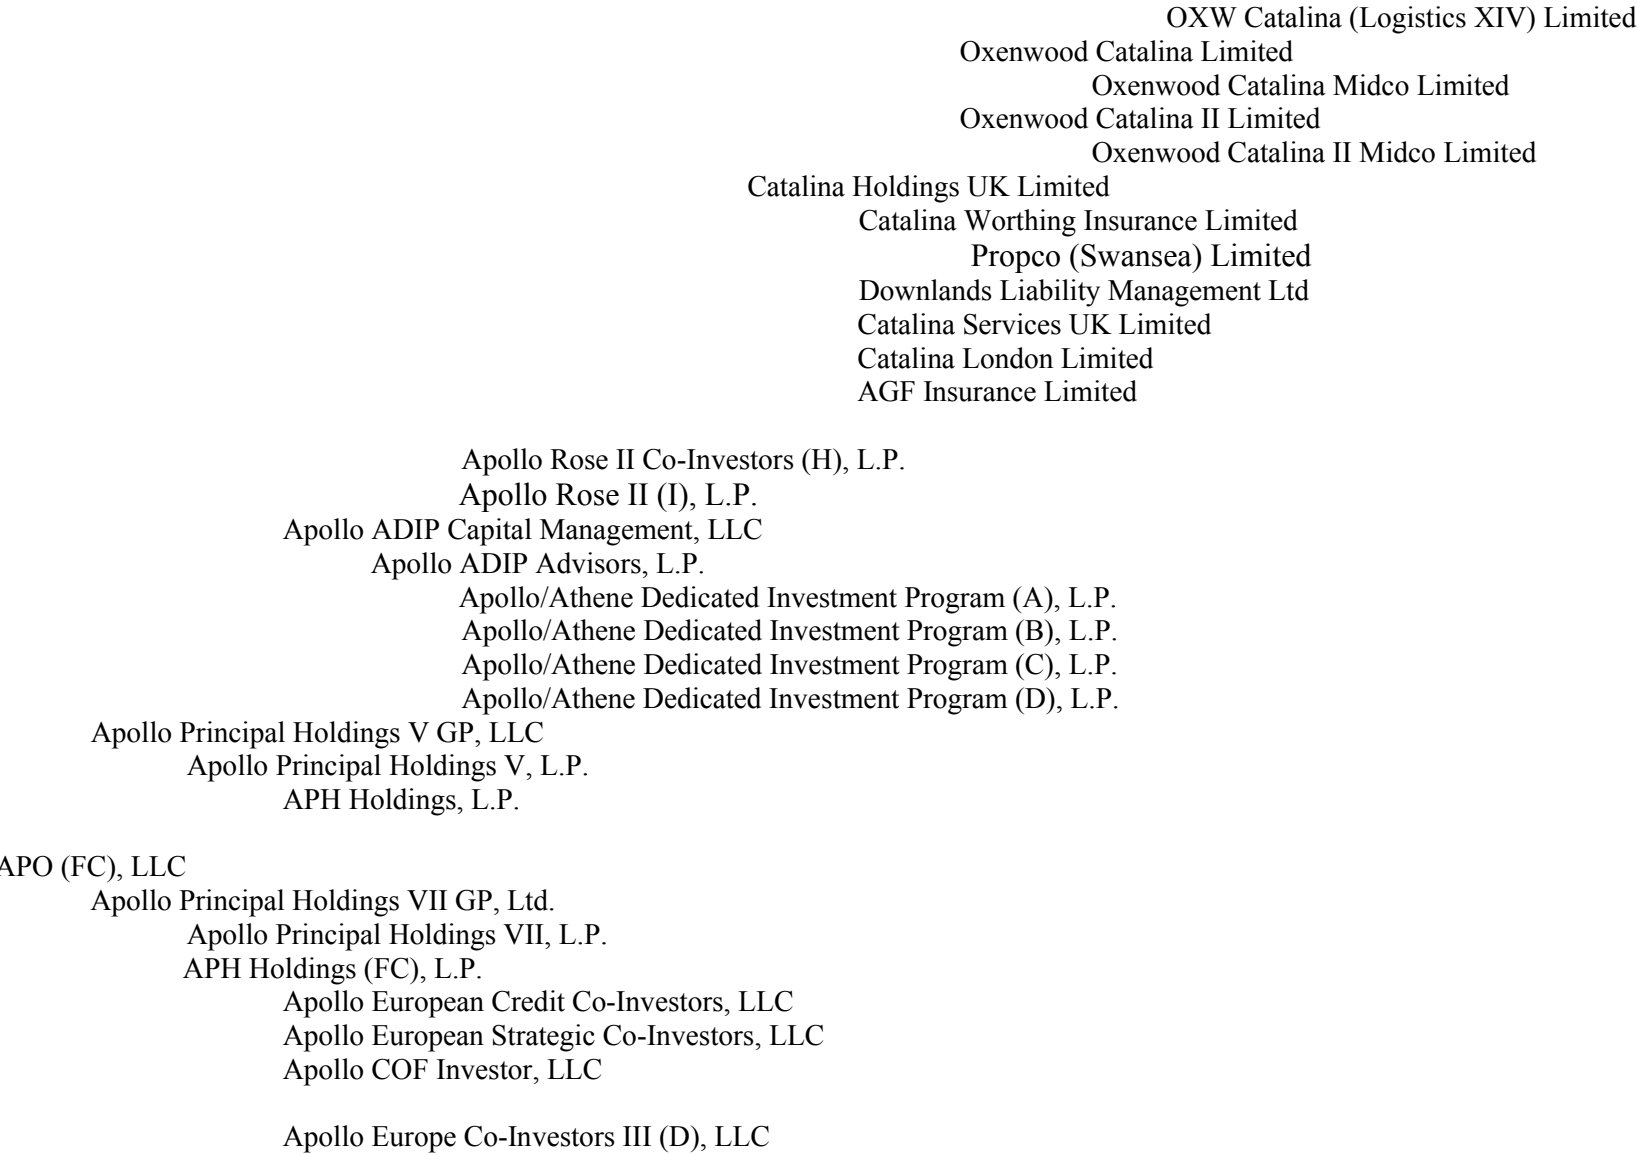 OXW Catalina (Logistics XIV) Limited
Oxenwood Catalina Limited
Oxenwood Catalina Midco Limited
Oxenwood Catalina II Limited
Oxenwood Catalina II Midco Limited
Catalina Holdings UK Limited
Catalina Worthing Insurance Limited
Propco (Swansea) Limited
Downlands Liability Management Ltd
Catalina Services UK Limited
Catalina London Limited
AGF Insurance Limited
Apollo Rose II Co-Investors (H), L.P.
Apollo Rose II (I), L.P.
Apollo ADIP Capital Management, LLC
Apollo ADIP Advisors, L.P.
Apollo/Athene Dedicated Investment Program (A), L.P.
Apollo/Athene Dedicated Investment Program (B), L.P.
Apollo/Athene Dedicated Investment Program (C), L.P.
Apollo/Athene Dedicated Investment Program (D), L.P.
Apollo Principal Holdings V GP, LLC
Apollo Principal Holdings V, L.P.
APH Holdings, L.P.
APO (FC), LLC
Apollo Principal Holdings VII GP, Ltd.
Apollo Principal Holdings VII, L.P.
APH Holdings (FC), L.P.
Apollo European Credit Co-Investors, LLC
Apollo European Strategic Co-Investors, LLC
Apollo COF Investor, LLC
Apollo Europe Co-Investors III (D), LLC